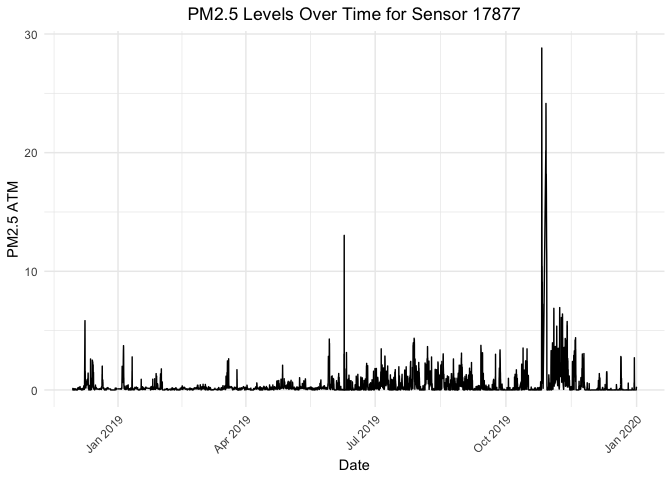 PM2.5 Levels Over Time for Sensor 17877
30
20
10
0
PM2.5 ATM
Jan 2019
Apr 2019
Jul 2019
Oct 2019
Jan 2020
Date